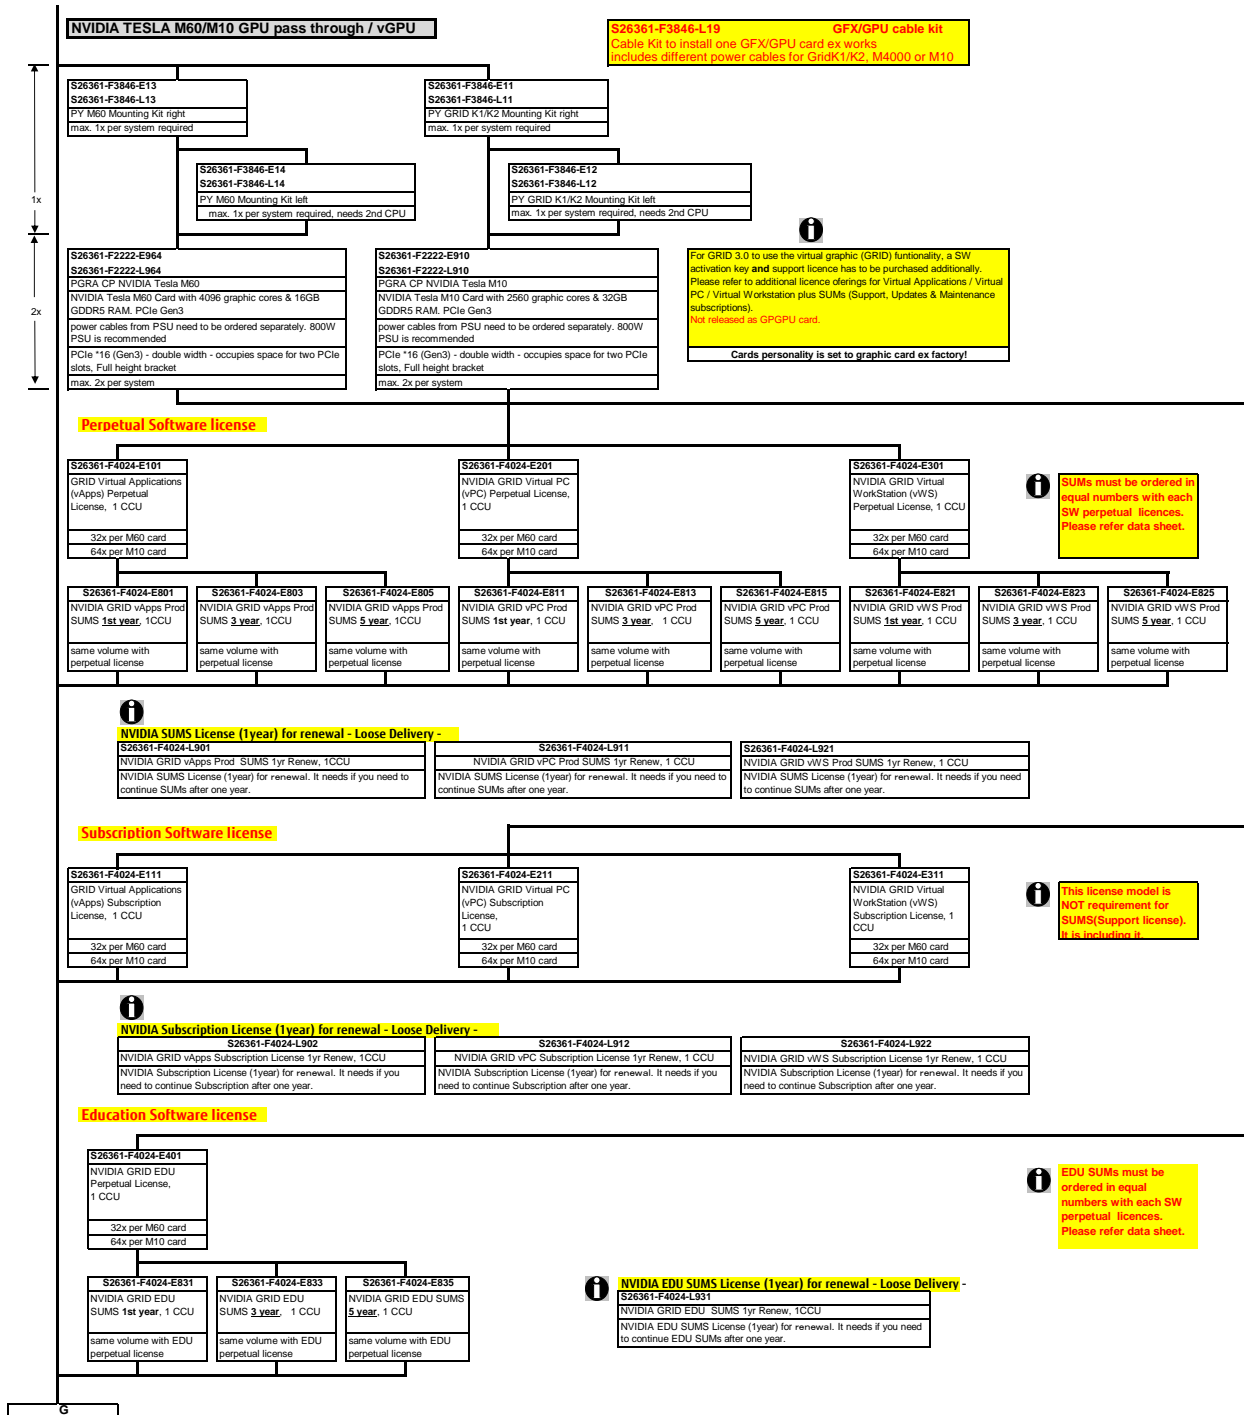 NVIDIA TESLA M60/M10 GPU pass through / vGPU
S26361-F3846-L19 GFX/GPU cable kit
Cable Kit to install one GFX/GPU card ex works
includes different power cables for GridK1/K2, M4000 or M10
S26361-F3846-E13
S26361-F3846-L13
PY M60 Mounting Kit right
max. 1x per system required
S26361-F3846-E11
S26361-F3846-L11
PY GRID K1/K2 Mounting Kit right
max. 1x per system required
S26361-F3846-E14
S26361-F3846-L14
PY M60 Mounting Kit left
max. 1x per system required, needs 2nd CPU
S26361-F3846-E12
S26361-F3846-L12
PY GRID K1/K2 Mounting Kit left
max. 1x per system required, needs 2nd CPU
1x
2x
S26361-F2222-E964
S26361-F2222-L964
PGRA CP NVIDIA Tesla M60
NVIDIA Tesla M60 Card with 4096 graphic cores & 16GB
GDDR5 RAM. PCIe Gen3
power cables from PSU need to be ordered separately. 800W
PSU is recommended
PCIe *16 (Gen3) - double width - occupies space for two PCIe
slots, Full height bracket
max. 2x per system
S26361-F2222-E910
S26361-F2222-L910
PGRA CP NVIDIA Tesla M10
NVIDIA Tesla M10 Card with 2560 graphic cores & 32GB
GDDR5 RAM. PCIe Gen3
power cables from PSU need to be ordered separately. 800W
PSU is recommended
PCIe *16 (Gen3) - double width - occupies space for two PCIe
slots, Full height bracket
max. 2x per system
For GRID 3.0 to use the virtual graphic (GRID) funtionality, a SW
activation key and support licence has to be purchased additionally.
Please refer to additional licence oferings for Virtual Applications / Virtual
PC / Virtual Workstation plus SUMs (Support, Updates & Maintenance
subscriptions).
Not released as GPGPU card.
Cards personality is set to graphic card ex factory!
Perpetual Software license
S26361-F4024-E101
GRID Virtual Applications
(vApps) Perpetual
License, 1 CCU
32x per M60 card
64x per M10 card
S26361-F4024-E201
NVIDIA GRID Virtual PC
(vPC) Perpetual License,
1 CCU
32x per M60 card
64x per M10 card
S26361-F4024-E301
NVIDIA GRID Virtual
WorkStation (vWS)
Perpetual License, 1 CCU
32x per M60 card
64x per M10 card
SUMs must be ordered in
equal numbers with each
SW perpetual licences.
Please refer data sheet.
S26361-F4024-E801
NVIDIA GRID vApps Prod
SUMS 1st year, 1CCU
same volume with
perpetual license
S26361-F4024-E803
NVIDIA GRID vApps Prod
SUMS 3 year, 1CCU
same volume with
perpetual license
S26361-F4024-E805
NVIDIA GRID vApps Prod
SUMS 5 year, 1CCU
same volume with
perpetual license
S26361-F4024-E811
NVIDIA GRID vPC Prod
SUMS 1st year, 1 CCU
same volume with
perpetual license
S26361-F4024-E813
NVIDIA GRID vPC Prod
SUMS 3 year, 1 CCU
same volume with
perpetual license
S26361-F4024-E815
NVIDIA GRID vPC Prod
SUMS 5 year, 1 CCU
same volume with
perpetual license
S26361-F4024-E821
NVIDIA GRID vWS Prod
SUMS 1st year, 1 CCU
same volume with
perpetual license
S26361-F4024-E823
NVIDIA GRID vWS Prod
SUMS 3 year, 1 CCU
same volume with
perpetual license
S26361-F4024-E825
NVIDIA GRID vWS Prod
SUMS 5 year, 1 CCU
same volume with
perpetual license
NVIDIA SUMS License (1year) for renewal - Loose Delivery -
S26361-F4024-L901
NVIDIA GRID vApps Prod SUMS 1yr Renew, 1CCU
NVIDIA SUMS License (1year) for renewal. It needs if you need to
continue SUMs after one year.
S26361-F4024-L911
NVIDIA GRID vPC Prod SUMS 1yr Renew, 1 CCU
NVIDIA SUMS License (1year) for renewal. It needs if you need to
continue SUMs after one year.
S26361-F4024-L921
NVIDIA GRID vWS Prod SUMS 1yr Renew, 1 CCU
NVIDIA SUMS License (1year) for renewal. It needs if you need
to continue SUMs after one year.
Subscription Software license
S26361-F4024-E111
GRID Virtual Applications
(vApps) Subscription
License, 1 CCU
32x per M60 card
64x per M10 card
S26361-F4024-E211
NVIDIA GRID Virtual PC
(vPC) Subscription
License,
1 CCU
32x per M60 card
64x per M10 card
S26361-F4024-E311
NVIDIA GRID Virtual
WorkStation (vWS)
Subscription License, 1
CCU
32x per M60 card
64x per M10 card
This license model is
NOT requirement for
SUMS(Support license).
It is including it.
NVIDIA Subscription License (1year) for renewal - Loose Delivery -
S26361-F4024-L902
NVIDIA GRID vApps Subscription License 1yr Renew, 1CCU
NVIDIA Subscription License (1year) for renewal. It needs if you
need to continue Subscription after one year.
S26361-F4024-L912
NVIDIA GRID vPC Subscription License 1yr Renew, 1 CCU
NVIDIA Subscription License (1year) for renewal. It needs if you
need to continue Subscription after one year.
S26361-F4024-L922
NVIDIA GRID vWS Subscription License 1yr Renew, 1 CCU
NVIDIA Subscription License (1year) for renewal. It needs if you
need to continue Subscription after one year.
Education Software license
S26361-F4024-E401
NVIDIA GRID EDU
Perpetual License,
1 CCU
32x per M60 card
64x per M10 card
EDU SUMs must be
ordered in equal
numbers with each SW
perpetual licences.
Please refer data sheet.
S26361-F4024-E831
NVIDIA GRID EDU
SUMS 1st year, 1 CCU
same volume with EDU
perpetual license
S26361-F4024-E833
NVIDIA GRID EDU
SUMS 3 year, 1 CCU
same volume with EDU
perpetual license
S26361-F4024-E835
NVIDIA GRID EDU SUMS
5 year, 1 CCU
same volume with EDU
perpetual license
NVIDIA EDU SUMS License (1year) for renewal - Loose Delivery -
S26361-F4024-L931
NVIDIA GRID EDU SUMS 1yr Renew, 1CCU
NVIDIA EDU SUMS License (1year) for renewal. It needs if you need
to continue EDU SUMs after one year.
G